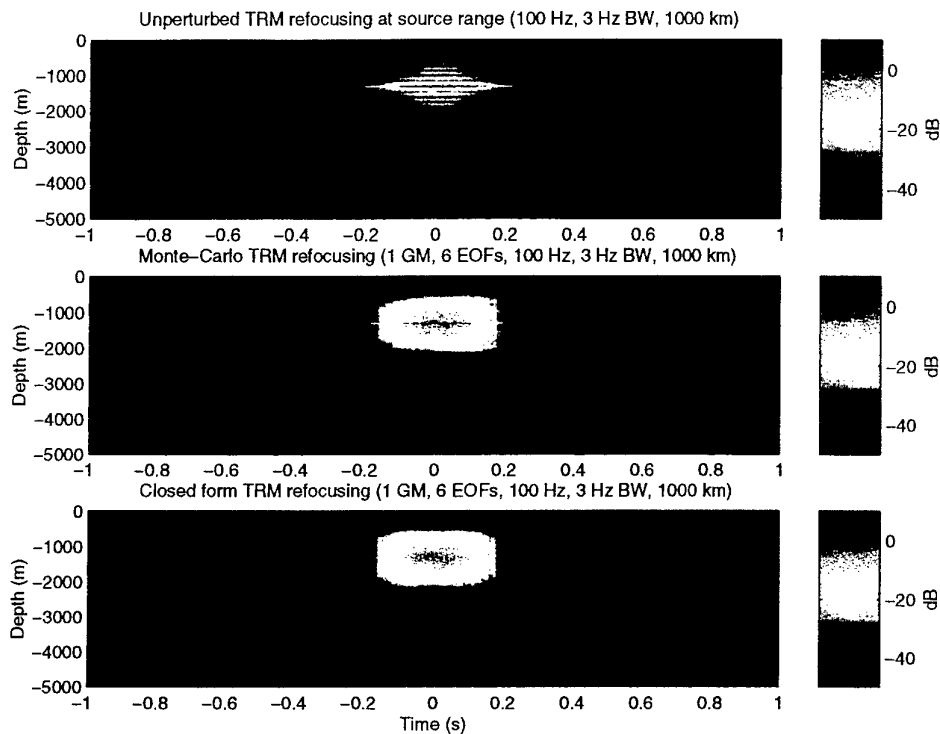 Unperturbed TRM refocusing at source range (100 Hz, 3 Hz BW, 1000 km)
0
−1000
−2000
−3000
−4000
−5000
Depth (m)
−1 −0.8 −0.6 −0.4 −0.2 0 0.2 0.4 0.6 0.8 1
0
−20
−40
dB
Monte−Carlo TRM refocusing (1 GM, 6 EOFs, 100 Hz, 3 Hz BW, 1000 km)
0
−1000
−2000
−3000
−4000
−5000
Depth (m)
−1 −0.8 −0.6 −0.4 −0.2 0 0.2 0.4 0.6 0.8 1
0
−20
−40
dB
Closed form TRM refocusing (1 GM, 6 EOFs, 100 Hz, 3 Hz BW, 1000 km)
0
−1000
−2000
−3000
−4000
−5000
Depth (m)
−1 −0.8 −0.6 −0.4 −0.2 0 0.2 0.4 0.6 0.8 1
Time (s)
0
−20
−40
dB